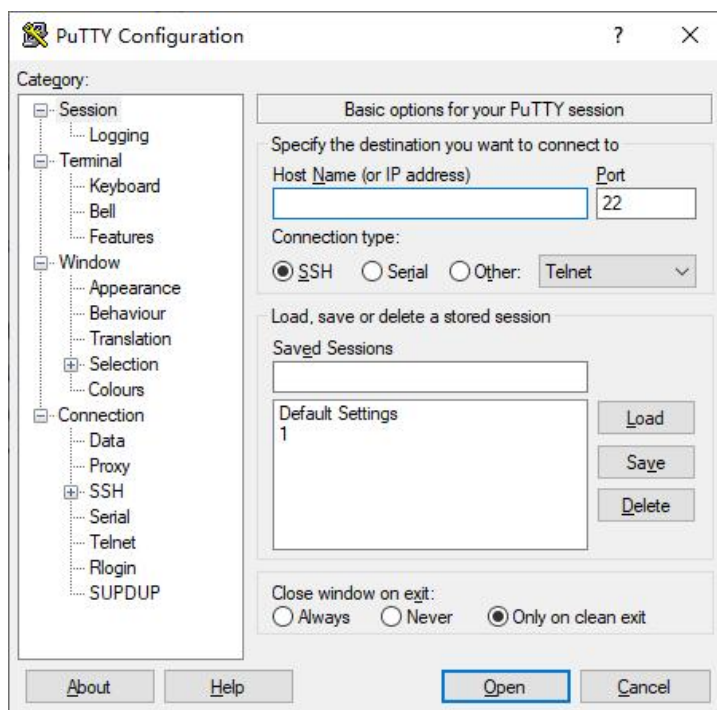 PuTTY Configuration
?
Category:
Session
Logging
Terminal
Keyboard
Bell
Features
Window
Appearance
Behaviour
Translation
Selection
Colours
Connection
Data
Proxy
SSH
Serial
Telnet
Rlogin
SUPDUP
Basic options for your PuTTY session
Specify the destination you want to connect to
Host Name (or IP address) Port
22
Connection type:
SSH Serial Other: Telnet
Load, save or delete a stored session
Saved Sessions
Default Settings
1
Load
Save
Delete
Close window on exit:
Always Never Only on clean exit
About Help Open Cancel